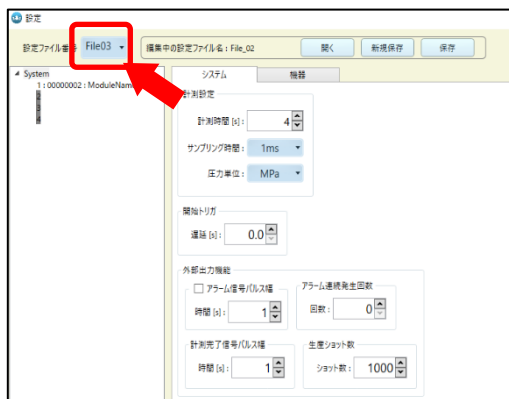 設定
設定ファイル番号 File03 編集中の設定ファイル名：File_02 開く 新規保存 保存
System
1 : 00000002 : ModuleName
2
3
4
システム 機器
計測設定
計測時間 [s] : 4
サンプリング時間 : 1ms
圧力単位 : MPa
開始トリガ
遅延 [s] : 0.0
外部出力機能
アラーム信号パルス幅
時間 [s] : 1
アラーム連続発生回数
回数 : 0
計測完了信号パルス幅
時間 [s] : 1
生産ショット数
ショット数 : 1000